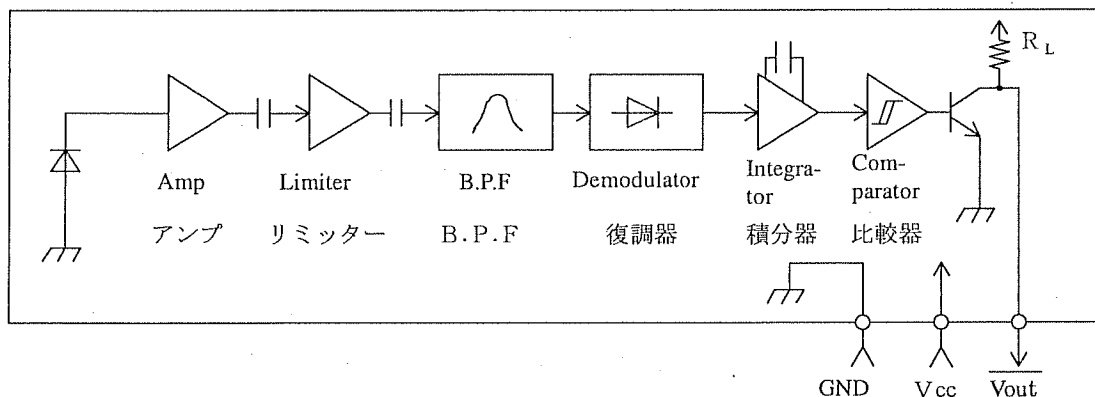 R L
Amp Limiter B.P.F Demodulator Integra-
tor Com-
parator
アンプ リミッター B.P.F 復調器 積分器 比較器
GND Vcc Vout